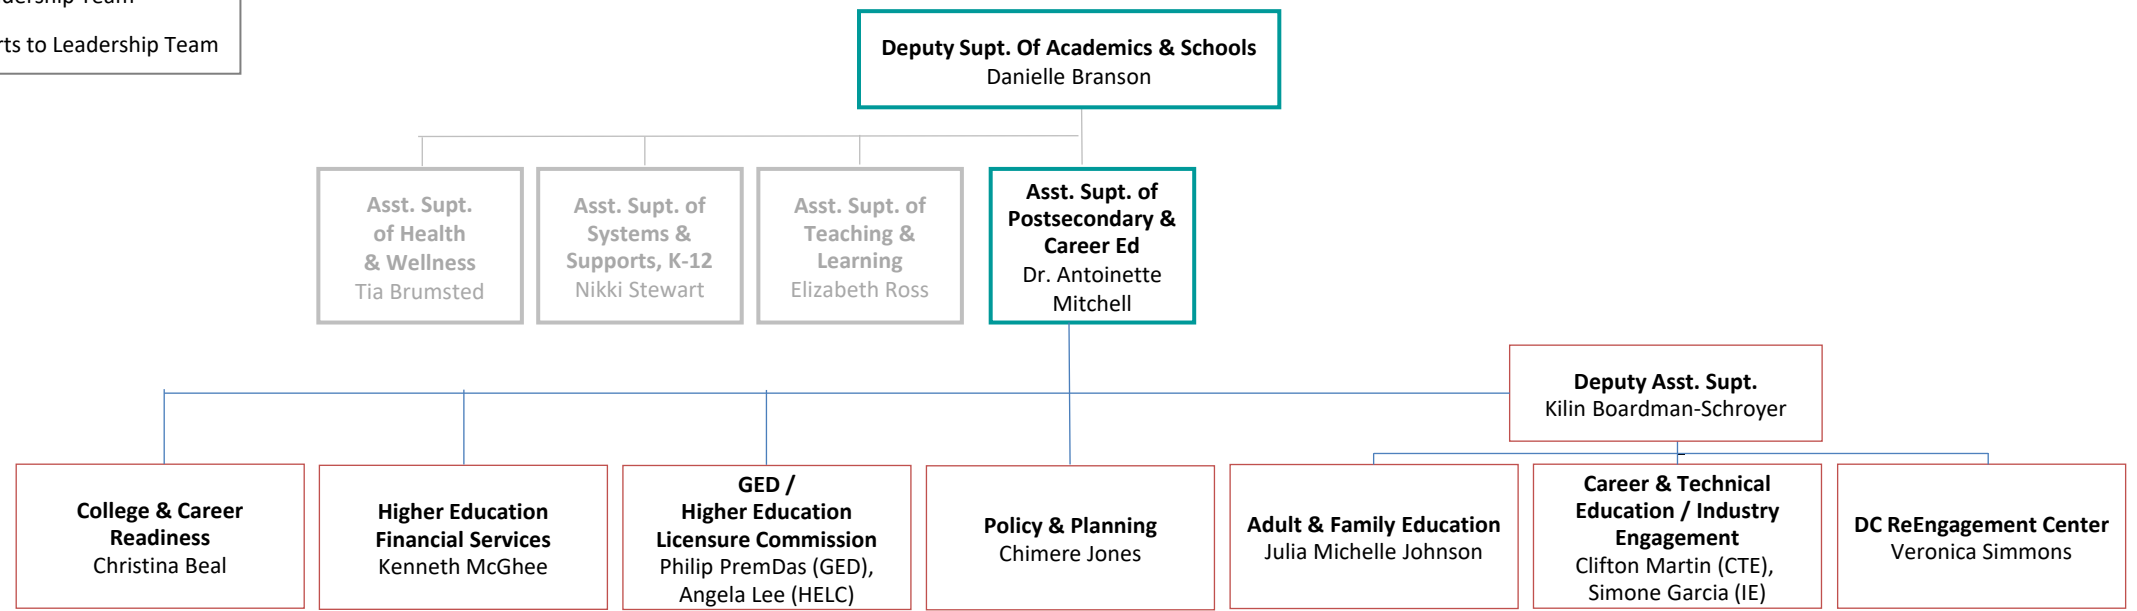 Team
to Leadership Team
Deputy Supt. Of Academics & Schools
Danielle Branson
Asst. Supt.
of Health
& Wellness
Tia Brumsted
Asst. Supt. of
Systems &
Supports, K-12
Nikki Stewart
Asst. Supt. of
Teaching &
Learning
Elizabeth Ross
Asst. Supt. of
Postsecondary &
Career Ed
Dr. Antoinette
Mitchell
Deputy Asst. Supt.
Kilin Boardman-Schroyer
College & Career
Readiness
Christina Beal
Higher Education
Financial Services
Kenneth McGhee
GED /
Higher Education
Licensure Commission
Philip PremDas (GED),
Angela Lee (HELC)
Policy & Planning
Chimere Jones
Adult & Family Education
Julia Michelle Johnson
Career & Technical
Education / Industry
Engagement
Clifton Martin (CTE),
Simone Garcia (IE)
DC ReEngagement Center
Veronica Simmons